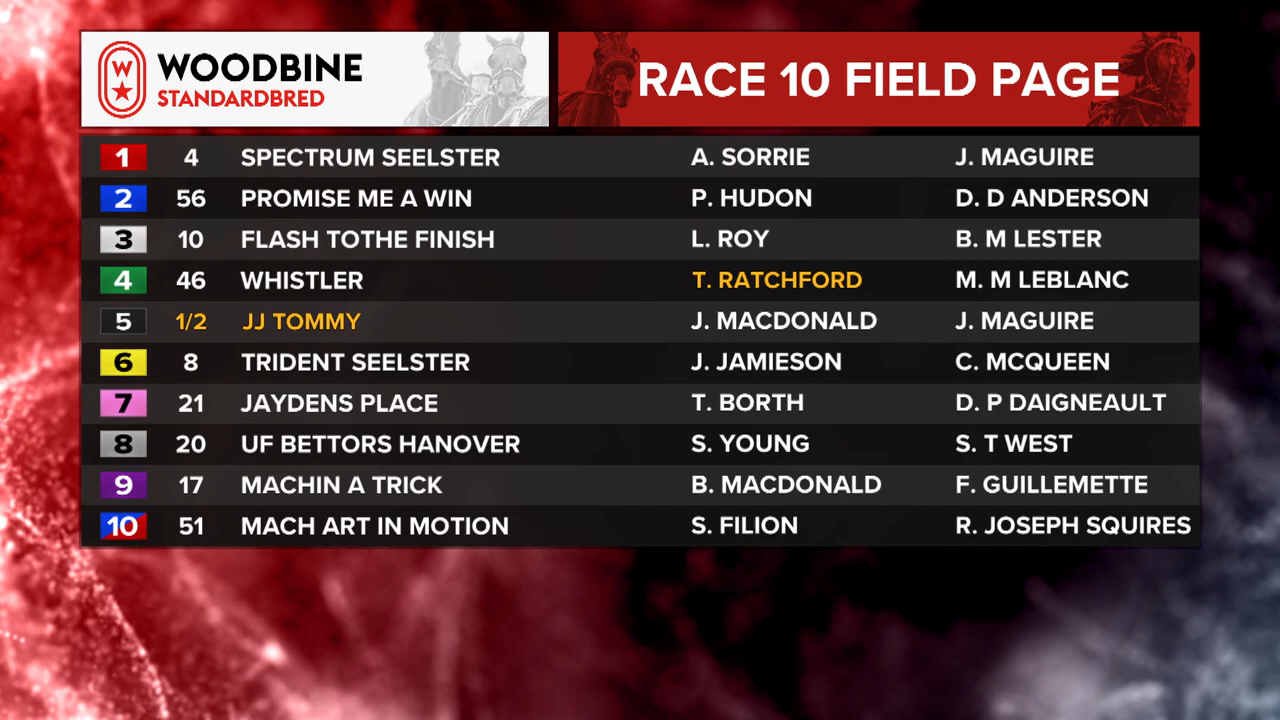 W
WOODBINE
STANDARDBRED
RACE 10 FIELD PAGE
1 4 SPECTRUM SEELSTER A. SORRIE J. MAGUIRE
2 56 PROMISE ME A WIN P. HUDON D. D ANDERSON
3 10 FLASH TOTHE FINISH L. ROY B. M LESTER
4 46 WHISTLER T. RATCHFORD M. M LEBLANC
5 1/2 JJ TOMMY J. MACDONALD J. MAGUIRE
6 8 TRIDENT SEELSTER J. JAMIESON C. MCQUEEN
7 21 JAYDENS PLACE T. BORTH D. P DAIGNEAULT
8 20 UF BETTORS HANOVER S. YOUNG S. T WEST
9 17 MACHIN A TRICK B. MACDONALD F. GUILLEMETTE
10 51 MACH ART IN MOTION S. FILION R. JOSEPH SQUIRES